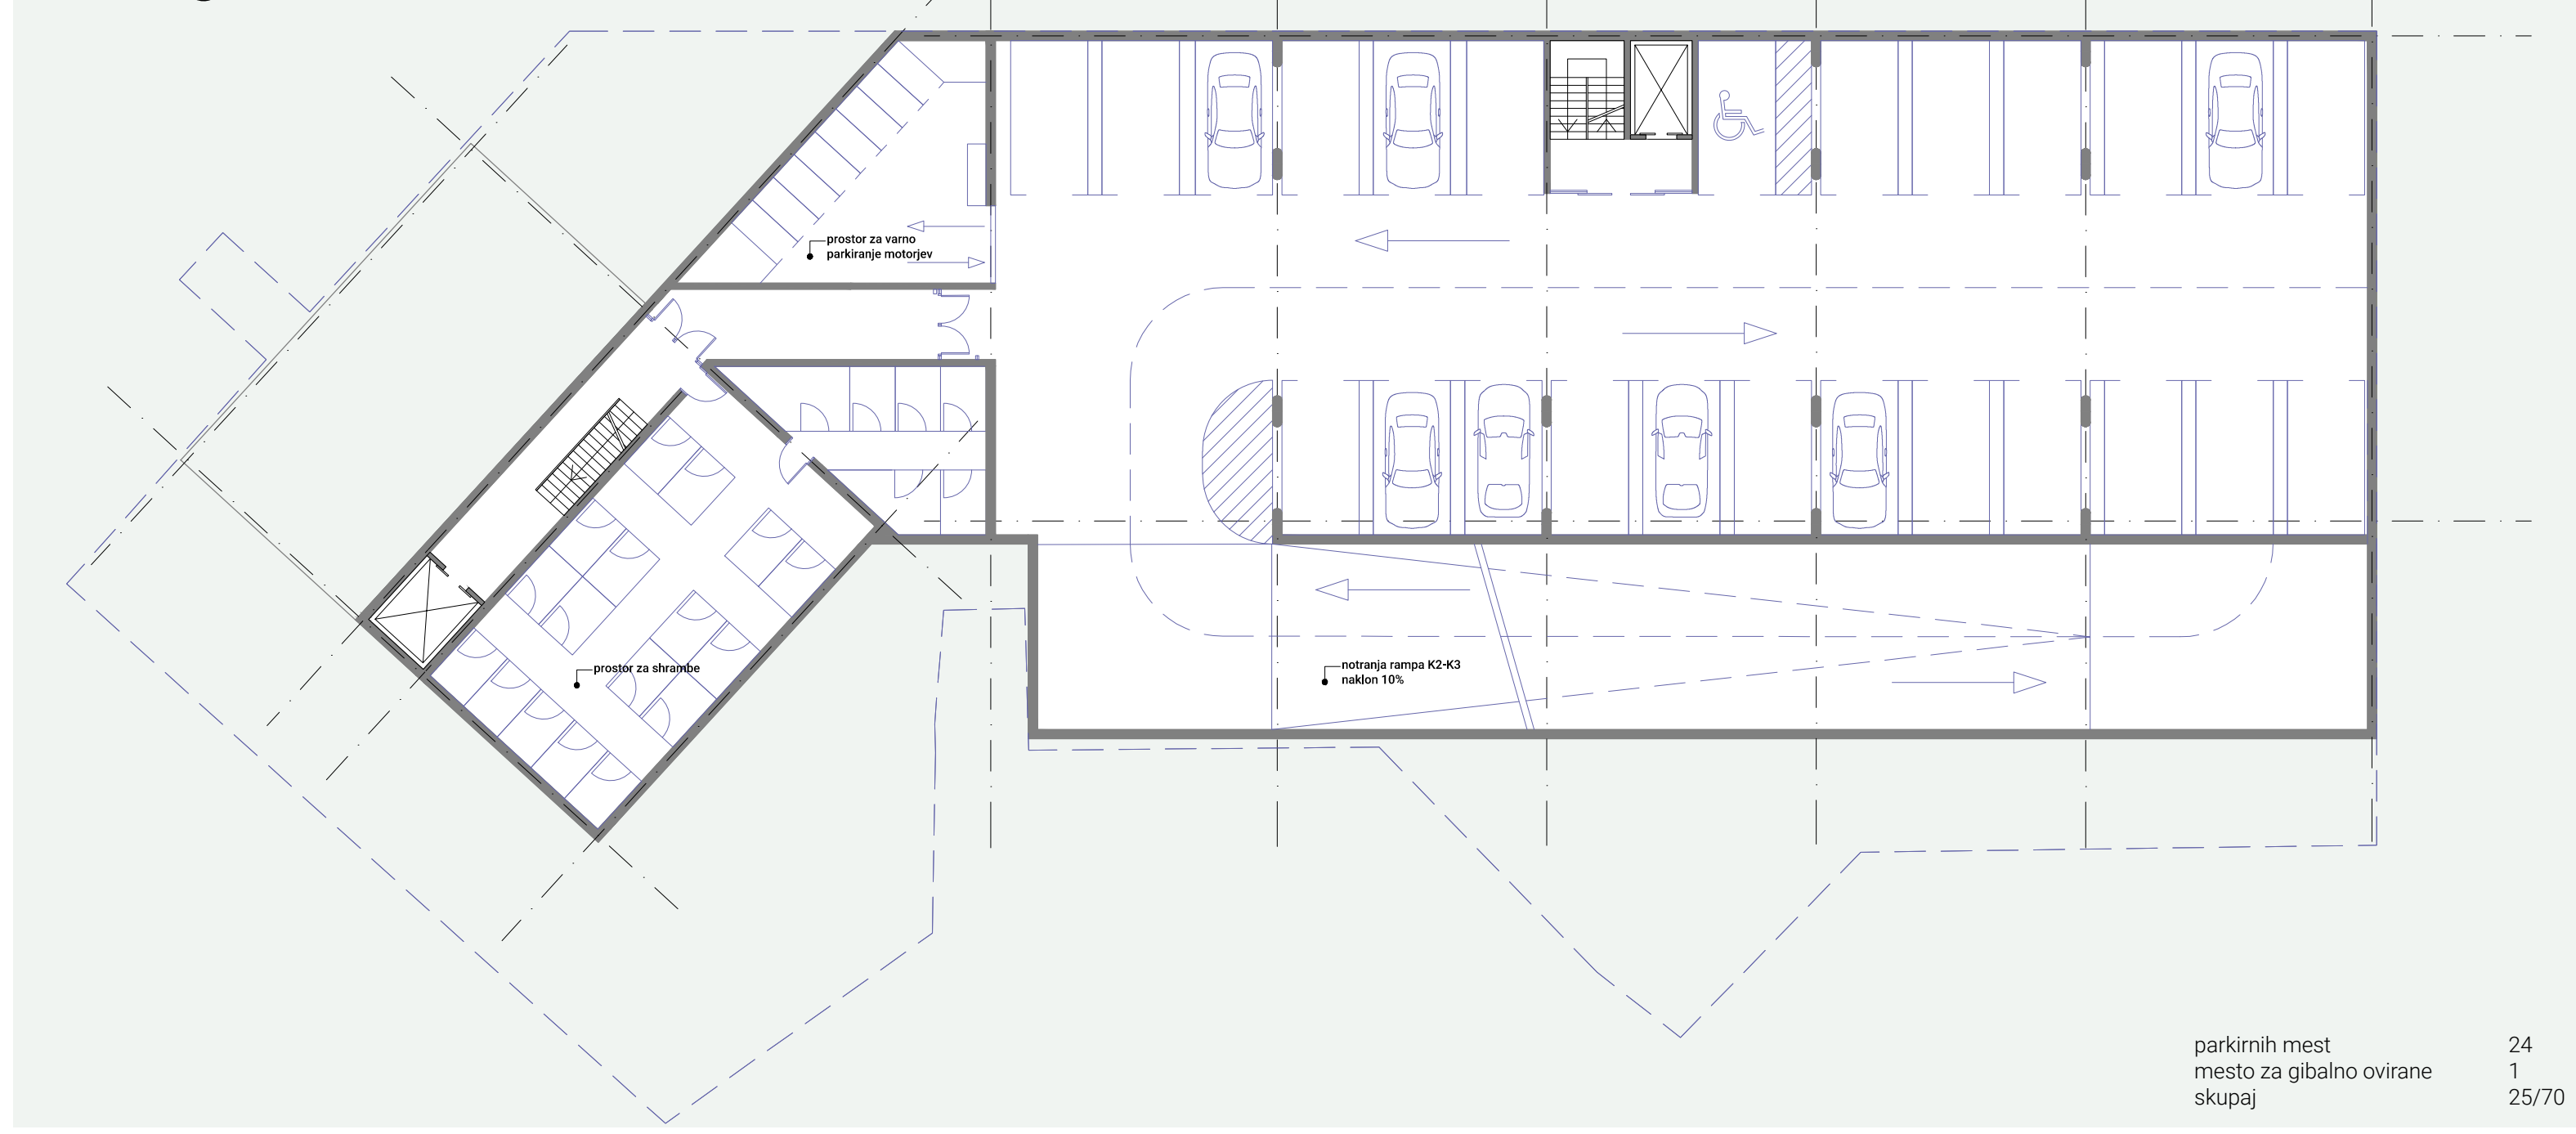 prostor za varno
parkiranje motorjev
prostor za shrambe
notranja rampa K2-K3
naklon 10%
parkirnih mest 24
mesto za gibalno ovirane 1
skupaj 25/70